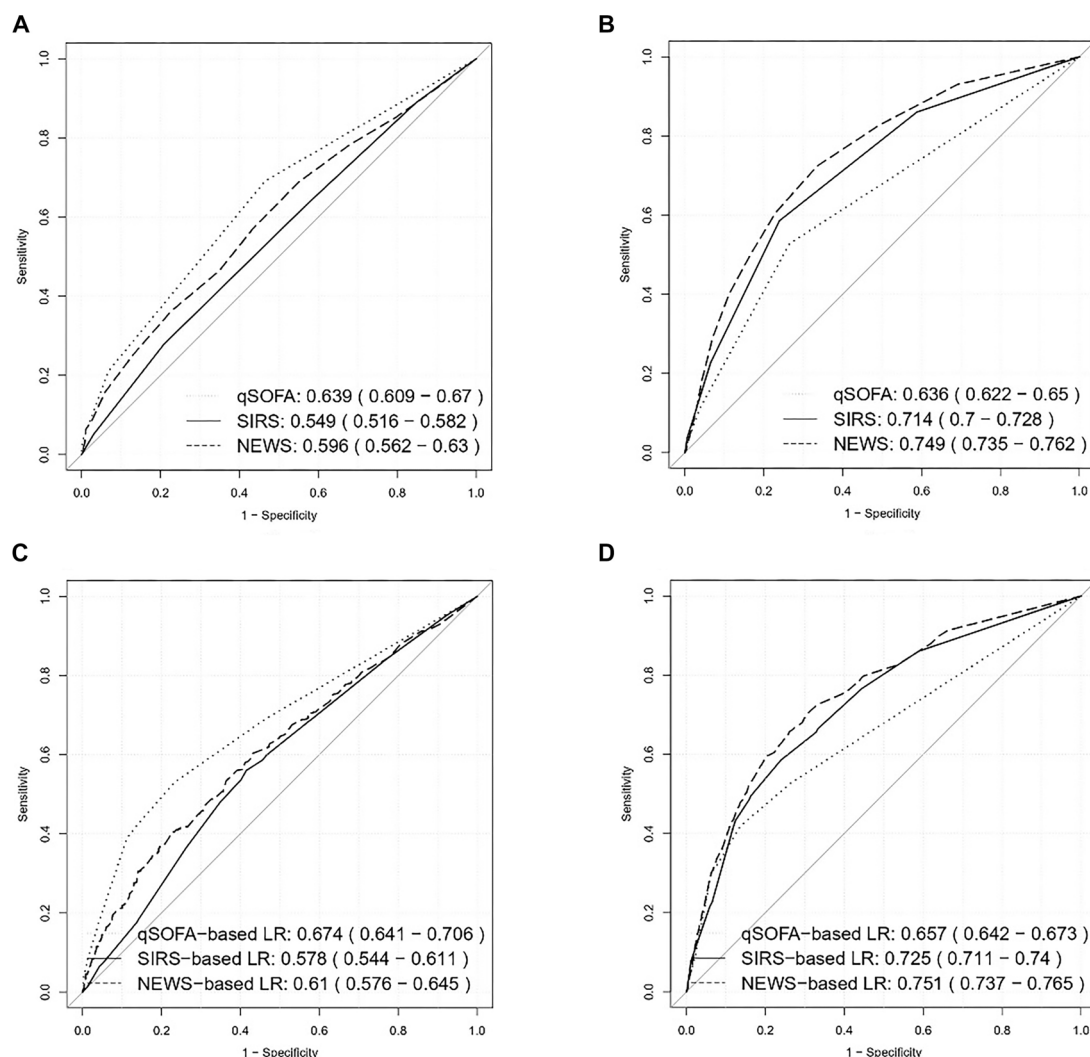 A
Sensitivity
1.0
0.8
0.6
0.4
0.2
0.0
qSOFA: 0.639 ( 0.609 − 0.67 )
SIRS: 0.549 ( 0.516 − 0.582 )
NEWS: 0.596 ( 0.562 − 0.63 )
0.0 0.2 0.4 0.6 0.8 1.0
1 − Specificity
B
Sensitivity
1.0
0.8
0.6
0.4
0.2
0.0
qSOFA: 0.636 ( 0.622 − 0.65 )
SIRS: 0.714 ( 0.7 − 0.728 )
NEWS: 0.749 ( 0.735 − 0.762 )
0.0 0.2 0.4 0.6 0.8 1.0
1 − Specificity
C
Sensitivity
1.0
0.8
0.6
0.4
0.2
0.0
qSOFA−based LR: 0.674 ( 0.641 − 0.706 )
SIRS−based LR: 0.578 ( 0.544 − 0.611 )
NEWS−based LR: 0.61 ( 0.576 − 0.645 )
0.0 0.2 0.4 0.6 0.8 1.0
1 − Specificity
D
Sensitivity
1.0
0.8
0.6
0.4
0.2
0.0
qSOFA−based LR: 0.657 ( 0.642 − 0.673 )
SIRS−based LR: 0.725 ( 0.711 − 0.74 )
NEWS−based LR: 0.751 ( 0.737 − 0.765 )
0.0 0.2 0.4 0.6 0.8 1.0
1 − Specificity